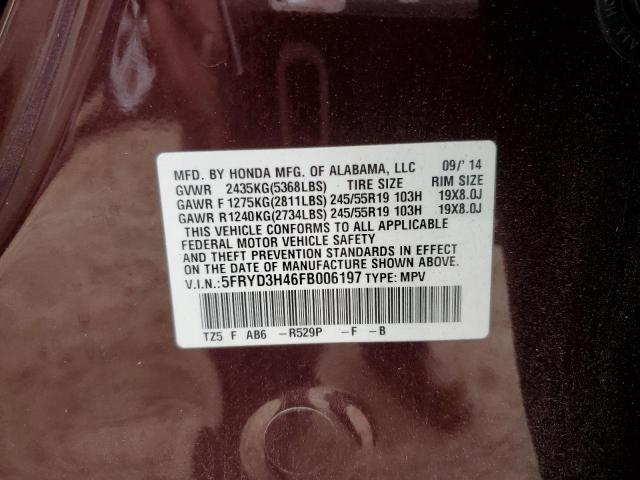 MFD. BY HONDA MFG. OF ALABAMA, LLC 09/' 14
GVWR 2435KG(5368LBS) TIRE SIZE RIM SIZE
GAWR F 1275KG(2811LBS) 245/55R19 103H 19X8.0J
GAWR R 1240KG(2734LBS) 245/55R19 103H 19X8.0J
THIS VEHICLE CONFORMS TO ALL APPLICABLE
FEDERAL MOTOR VEHICLE SAFETY
AND THEFT PREVENTION STANDARDS IN EFFECT
ON THE DATE OF MANUFACTURE SHOWN ABOVE.
V.I.N.: 5FRYD3H46FB006197 TYPE: MPV
TZ5 F AB6 -R529P -F -B